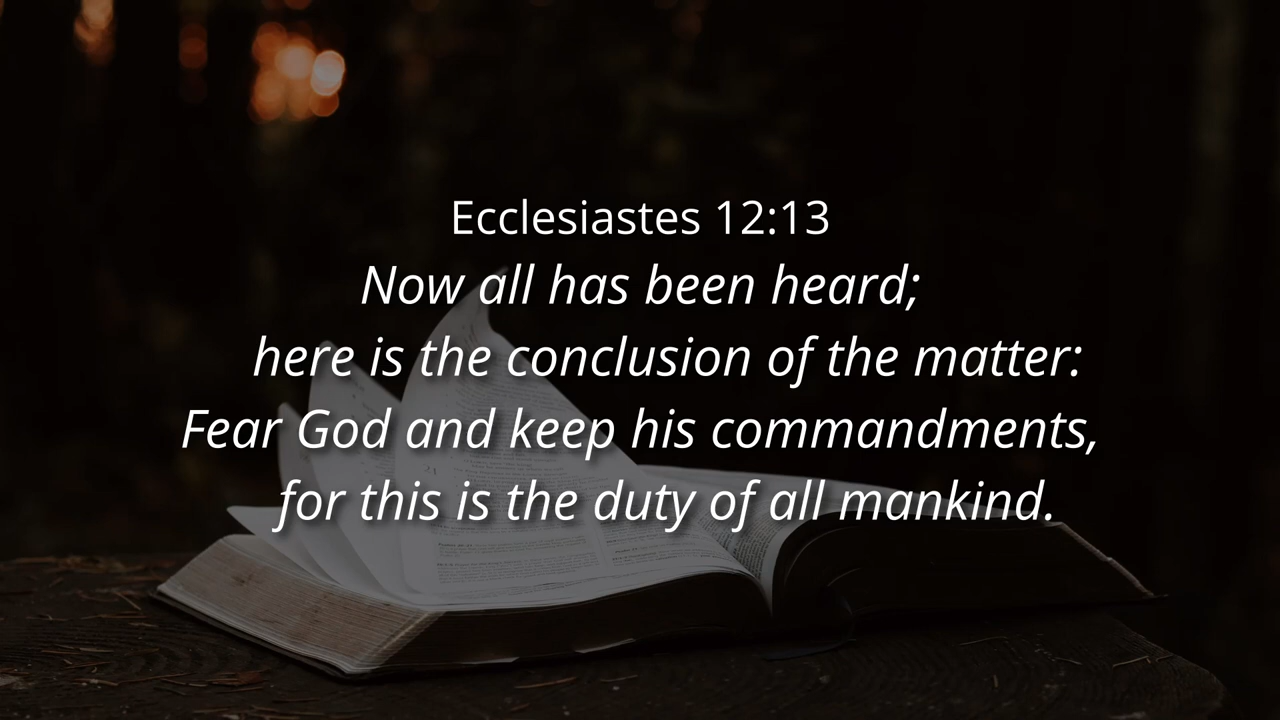 Ecclesiastes 12:13
Now all has been heard;
here is the conclusion of the matter:
Fear God and keep his commandments,
for this is the duty of all mankind.